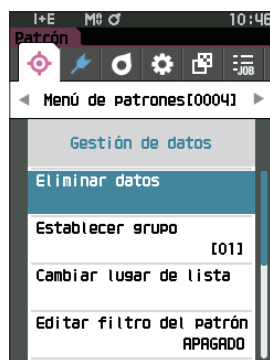 I+E M0 10:46
Patrón
JOB
Menú de patrones[0004]
Gestión de datos
Eliminar datos
Establecer grupo
[01]
Cambiar lugar de lista
Editar filtro del patrón
APAGADO